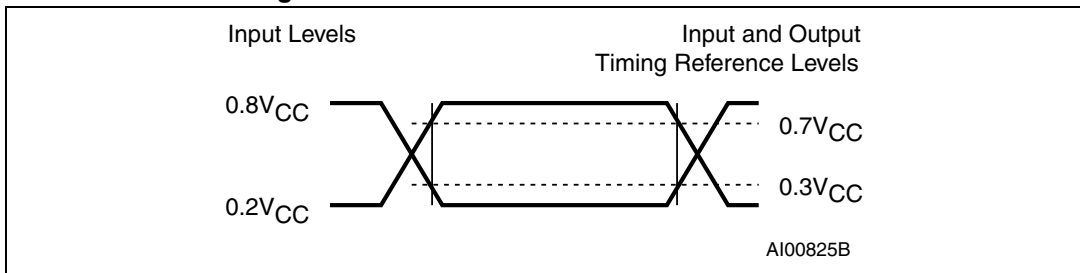 Input Levels
Input and Output
Timing Reference Levels
0.8VCC
0.7VCC
0.3VCC
0.2VCC
AI00825B